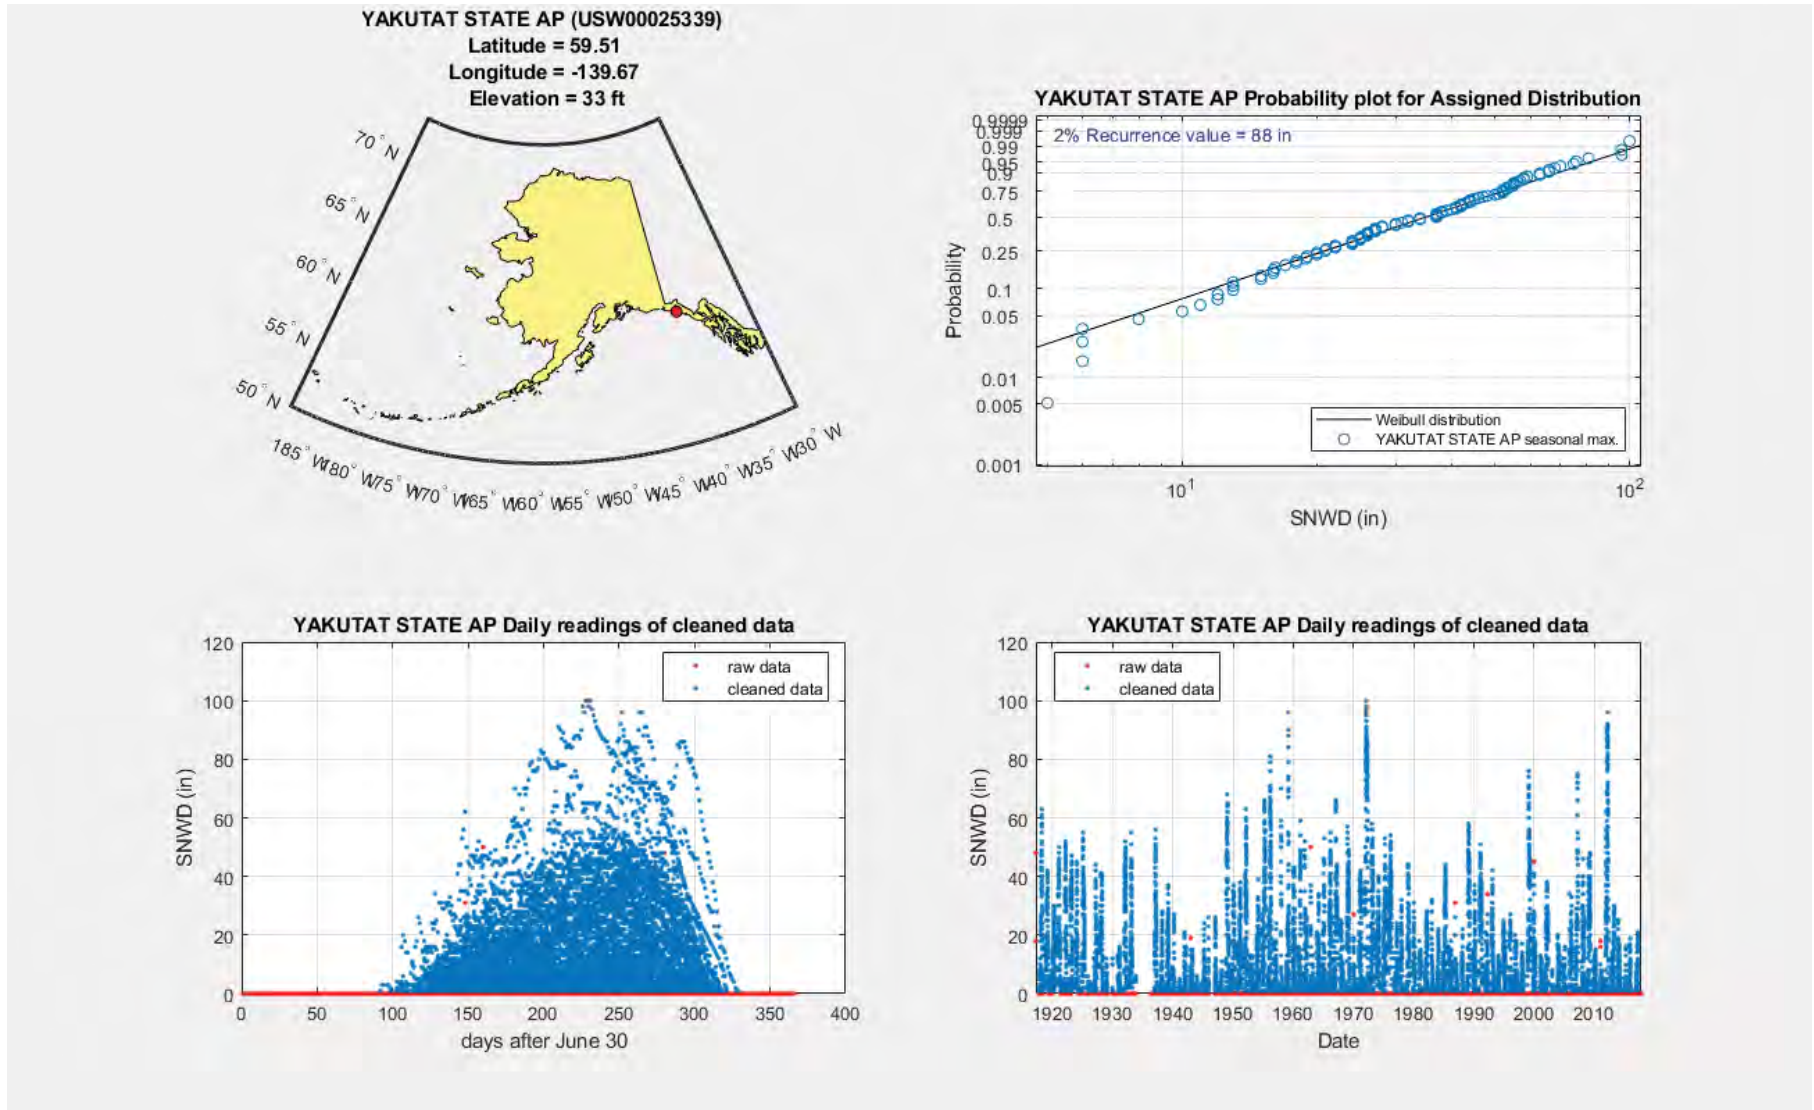 YAKUTAT STATE AP (USW00025339)
Latitude = 59.51
Longitude = -139.67
Elevation = 33 ft
70° N
65° N
60° N
55° N
50° N
185° W
180° W
175° W
170° W
165° W
160° W
155° W
150° W
145° W
140° W
135° W
130° W
YAKUTAT STATE AP Probability plot for Assigned Distribution
2% Recurrence value = 88 in
0.9999
0.999
0.99
0.95
0.9
0.75
0.5
0.25
0.1
0.05
0.01
0.005
0.001
Probability
Weibull distribution
YAKUTAT STATE AP seasonal max.
10^1
10^2
SNWD (in)
YAKUTAT STATE AP Daily readings of cleaned data
120
100
80
60
40
20
0
SNWD (in)
raw data
cleaned data
0 50 100 150 200 250 300 350 400
days after June 30
YAKUTAT STATE AP Daily readings of cleaned data
120
100
80
60
40
20
0
SNWD (in)
raw data
cleaned data
1920 1930 1940 1950 1960 1970 1980 1990 2000 2010
Date